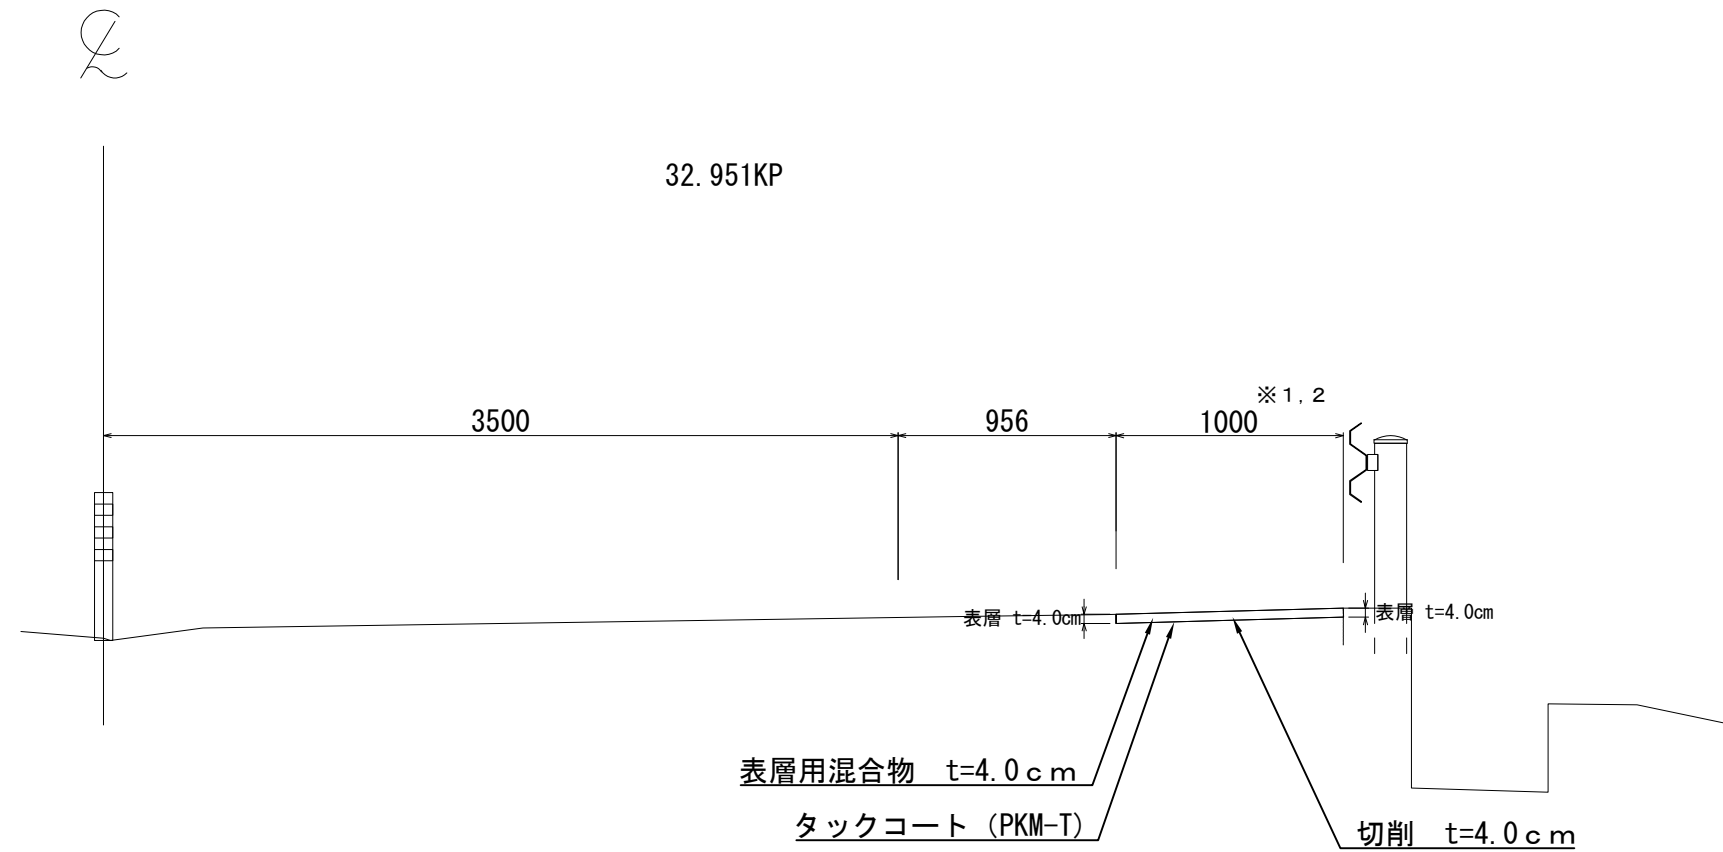 ℄
32.951KP
※１,２
3500
956
1000
表層 t=4.0cm
表層 t=4.0cm
表層用混合物　t=4.0ｃｍ
タックコート（PKM-T）
切削　t=4.0ｃｍ